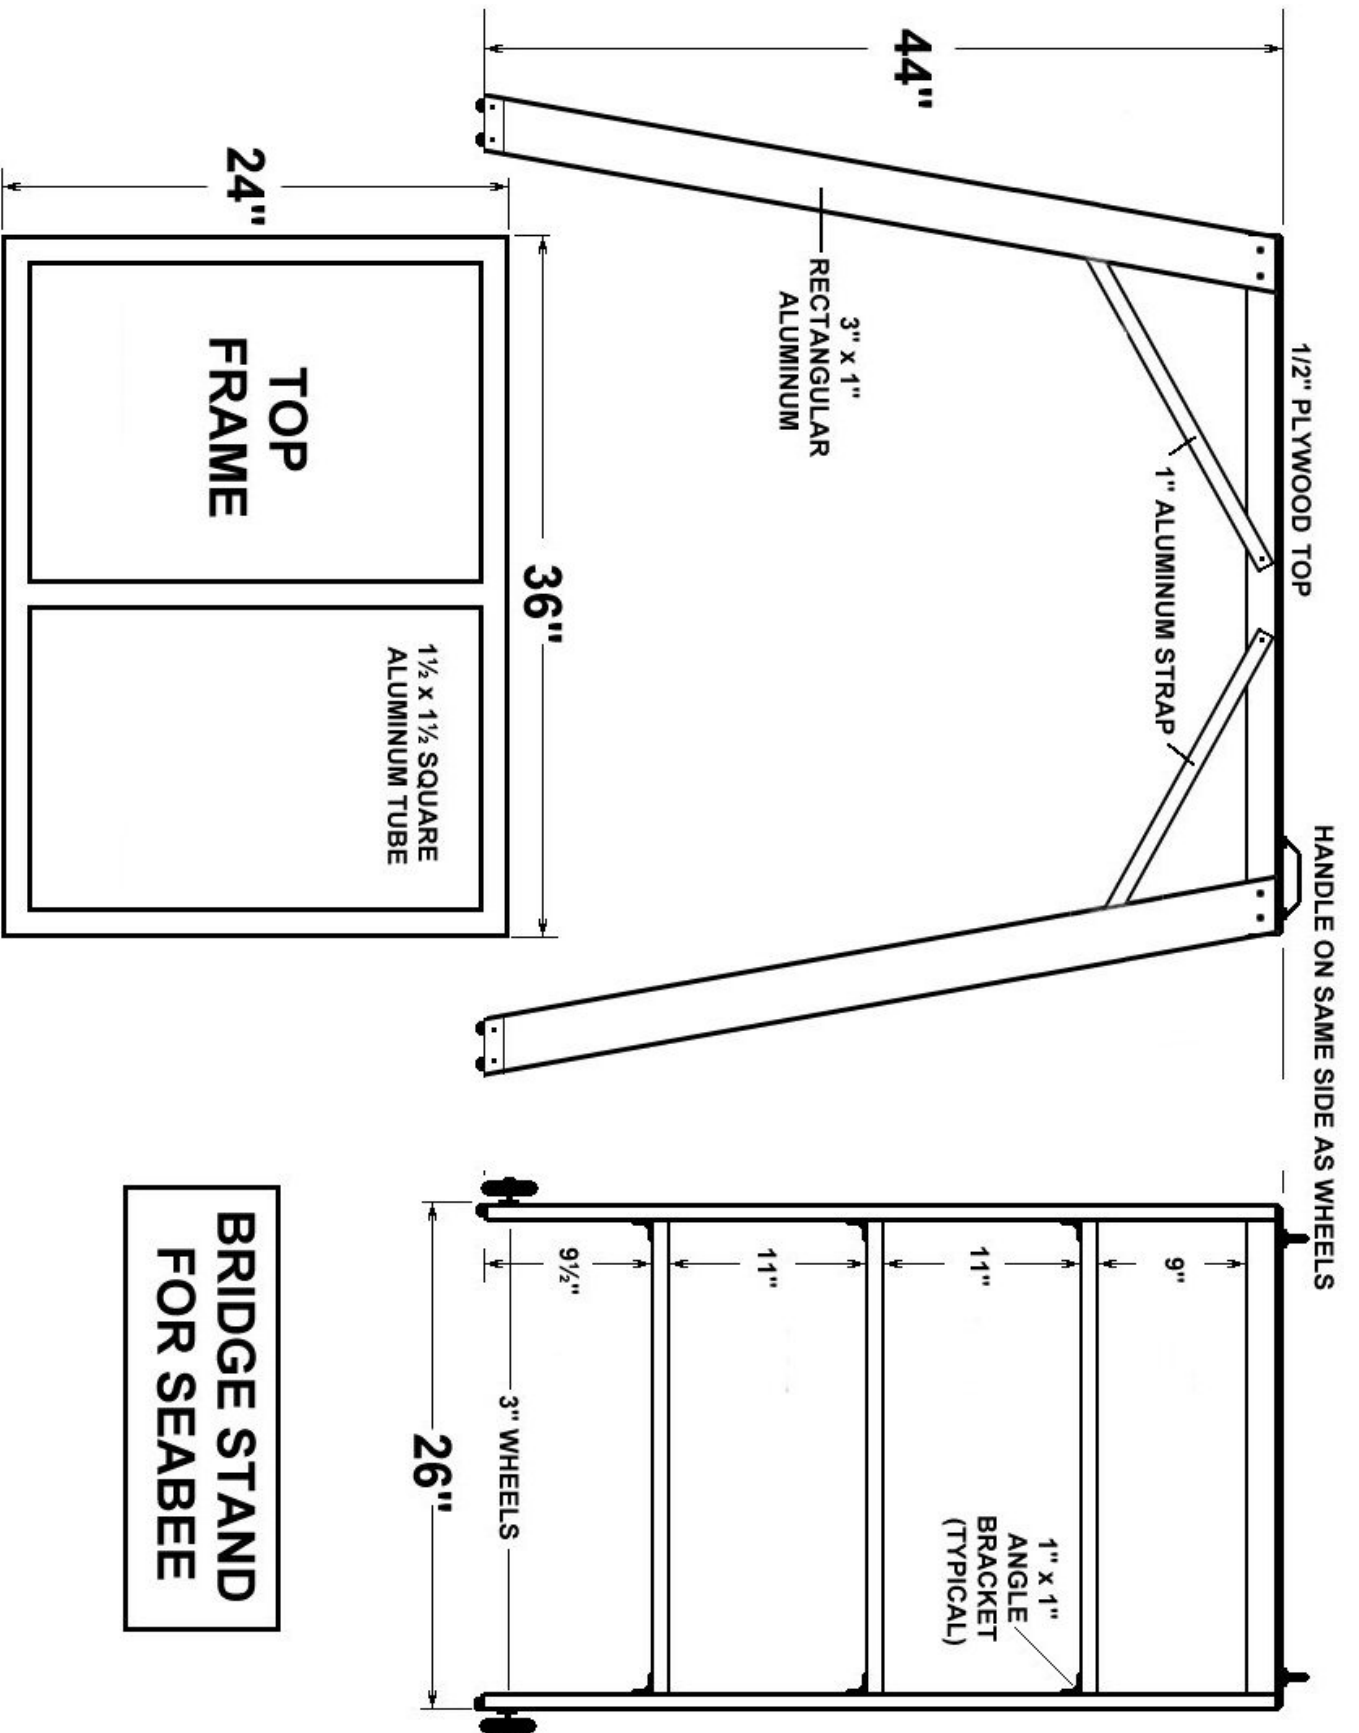 HANDLE ON SAME SIDE AS WHEELS
1/2" PLYWOOD TOP
44"
1" ALUMINUM STRAP
3" x 1"
RECTANGULAR
ALUMINUM
9"
11"
11"
9½"
1" x 1"
ANGLE
BRACKET
(TYPICAL)
3" WHEELS
26"
36"
24"
TOP
FRAME
1½ x 1½ SQUARE
ALUMINUM TUBE
BRIDGE STAND
FOR SEABEE